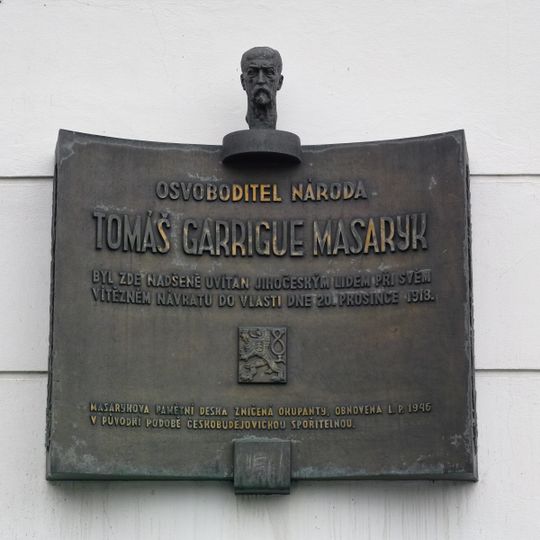 OSVOBODITEL NÁRODA
TOMÁŠ GARRIGUE MASARYK
BYL ZDE NADŠENĚ UVÍTÁN JIHOČESKÝM LIDEM PŘI SVÉM
VÍTĚZNÉM NÁVRATU DO VLASTI DNE 20. PROSINCE 1918.
MASARYKOVA PAMĚTNÍ DESKA ZNIČENA OKUPANTY, OBNOVENA L. P. 1946
V PŮVODNÍ PODOBĚ ČESKOBUDĚJOVICKOU SPOŘITELNOU.